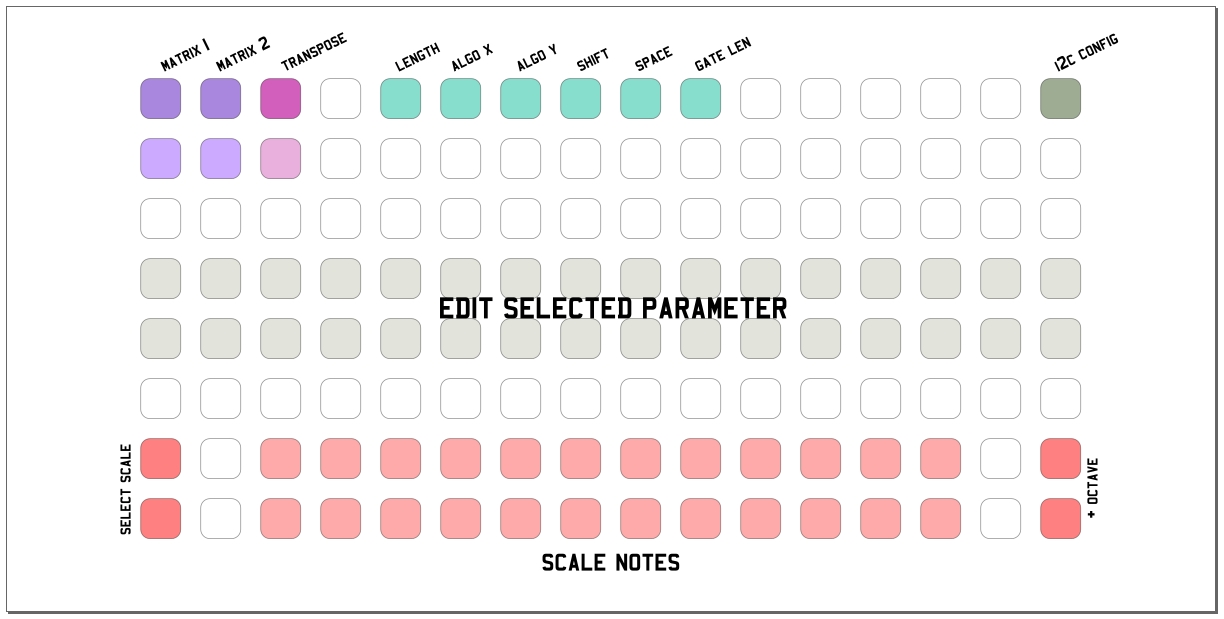 MATRIX 1
MATRIX 2
TRANSPOSE
LENGTH
ALGO X
ALGO Y
SHIFT
SPACE
GATE LEN
I2C CONFIG
EDIT SELECTED PARAMETER
SELECT SCALE
+ OCTAVE
SCALE NOTES